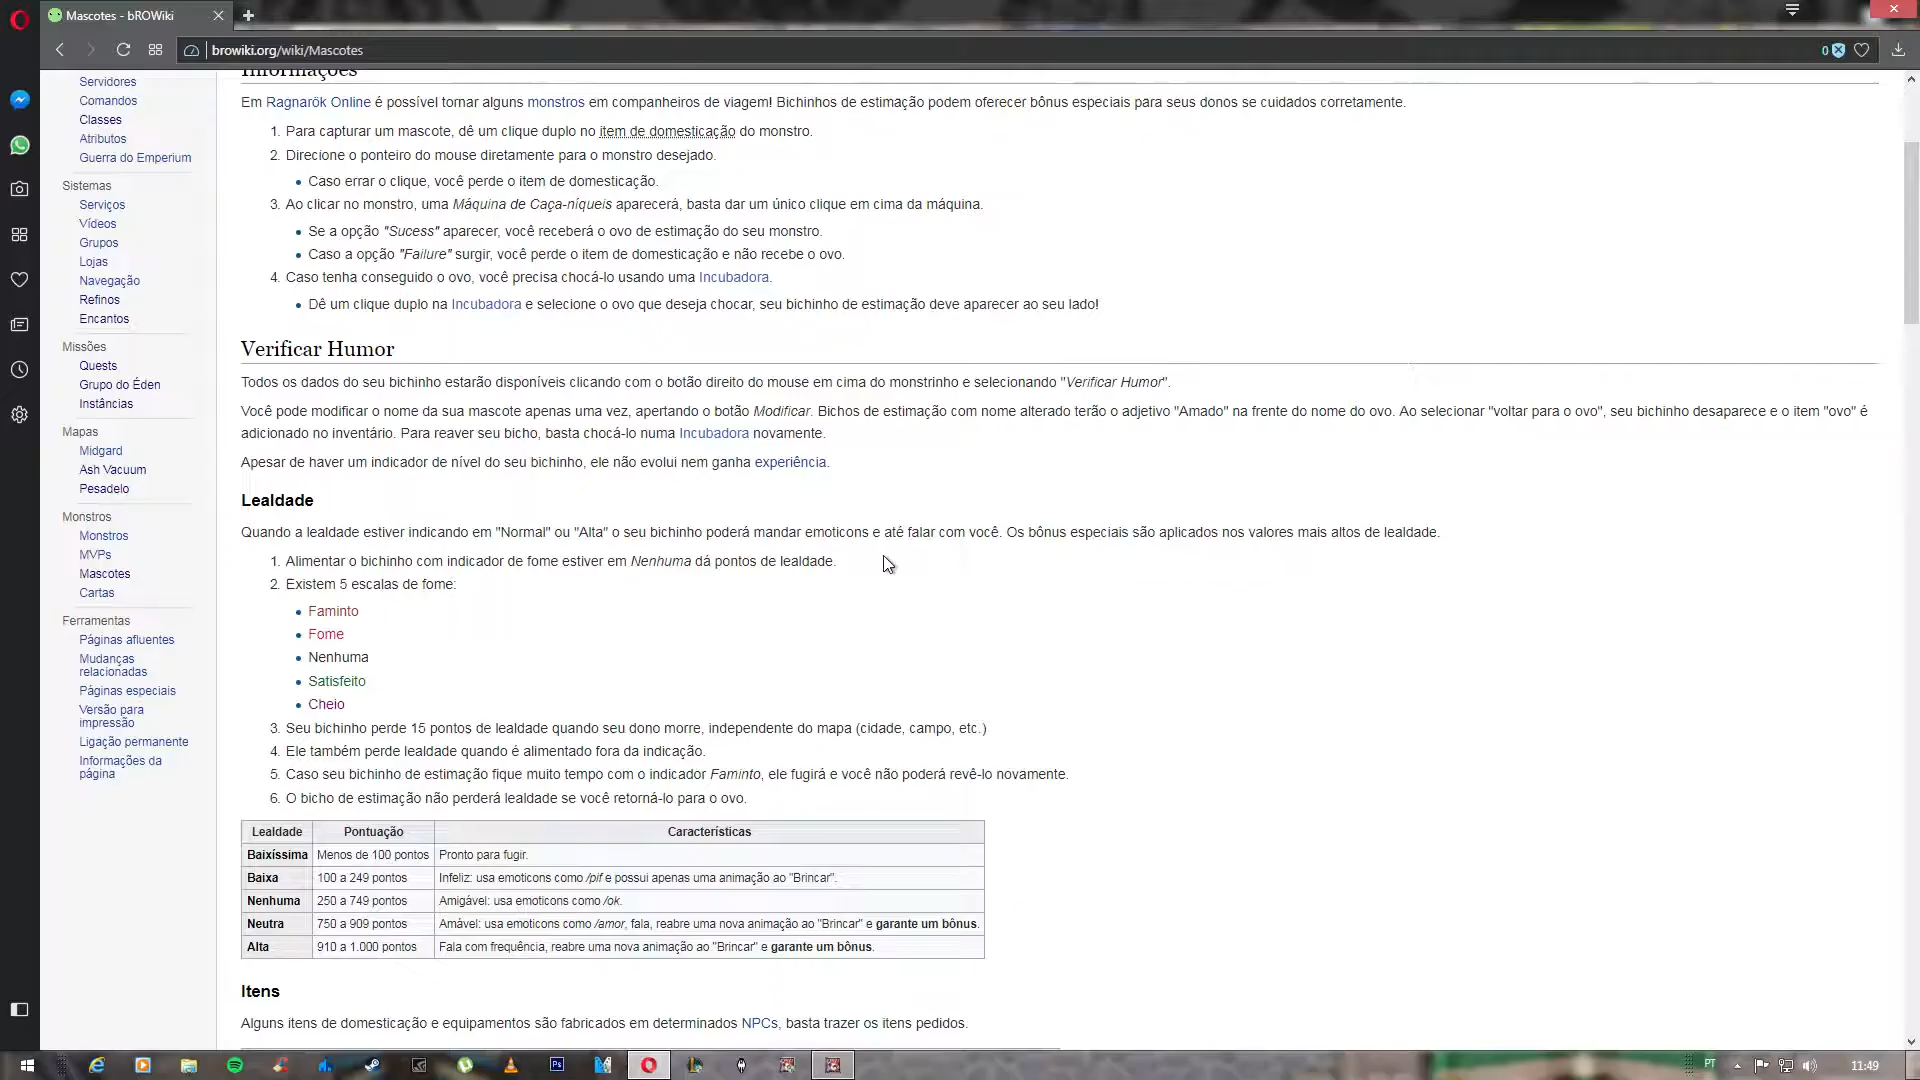 Mascotes - bROWiki
browiki.org/wiki/Mascotes
0
Servidores
Comandos
Classes
Atributos
Guerra do Emperium
Sistemas
Serviços
Vídeos
Grupos
Lojas
Navegação
Refinos
Encantos
Missões
Quests
Grupo do Éden
Instâncias
Mapas
Midgard
Ash Vacuum
Pesadelo
Monstros
Monstros
MVPs
Mascotes
Cartas
Ferramentas
Páginas afluentes
Mudanças
relacionadas
Páginas especiais
Versão para
impressão
Ligação permanente
Informações da
página
Informações
Em Ragnarök Online é possível tornar alguns monstros em companheiros de viagem! Bichinhos de estimação podem oferecer bônus especiais para seus donos se cuidados corretamente.
1. Para capturar um mascote, dê um clique duplo no item de domesticação do monstro.
2. Direcione o ponteiro do mouse diretamente para o monstro desejado.
• Caso errar o clique, você perde o item de domesticação.
3. Ao clicar no monstro, uma Máquina de Caça-níqueis aparecerá, basta dar um único clique em cima da máquina.
• Se a opção "Sucess" aparecer, você receberá o ovo de estimação do seu monstro.
• Caso a opção "Failure" surgir, você perde o item de domesticação e não recebe o ovo.
4. Caso tenha conseguido o ovo, você precisa chocá-lo usando uma Incubadora.
• Dê um clique duplo na Incubadora e selecione o ovo que deseja chocar, seu bichinho de estimação deve aparecer ao seu lado!
Verificar Humor
Todos os dados do seu bichinho estarão disponíveis clicando com o botão direito do mouse em cima do monstrinho e selecionando "Verificar Humor".
Você pode modificar o nome da sua mascote apenas uma vez, apertando o botão Modificar. Bichos de estimação com nome alterado terão o adjetivo "Amado" na frente do nome do ovo. Ao selecionar "voltar para o ovo", seu bichinho desaparece e o item "ovo" é
adicionado no inventário. Para reaver seu bicho, basta chocá-lo numa Incubadora novamente.
Apesar de haver um indicador de nível do seu bichinho, ele não evolui nem ganha experiência.
Lealdade
Quando a lealdade estiver indicando em "Normal" ou "Alta" o seu bichinho poderá mandar emoticons e até falar com você. Os bônus especiais são aplicados nos valores mais altos de lealdade.
1. Alimentar o bichinho com indicador de fome estiver em Nenhuma dá pontos de lealdade.
2. Existem 5 escalas de fome:
• Faminto
• Fome
• Nenhuma
• Satisfeito
• Cheio
3. Seu bichinho perde 15 pontos de lealdade quando seu dono morre, independente do mapa (cidade, campo, etc.)
4. Ele também perde lealdade quando é alimentado fora da indicação.
5. Caso seu bichinho de estimação fique muito tempo com o indicador Faminto, ele fugirá e você não poderá revê-lo novamente.
6. O bicho de estimação não perderá lealdade se você retorná-lo para o ovo.
Lealdade Pontuação Características
Baixíssima Menos de 100 pontos Pronto para fugir.
Baixa 100 a 249 pontos Infeliz: usa emoticons como /pif e possui apenas uma animação ao "Brincar".
Nenhuma 250 a 749 pontos Amigável: usa emoticons como /ok.
Neutra 750 a 909 pontos Amável: usa emoticons como /amor, fala, reabre uma nova animação ao "Brincar" e garante um bônus.
Alta 910 a 1.000 pontos Fala com frequência, reabre uma nova animação ao "Brincar" e garante um bônus.
Itens
Alguns itens de domesticação e equipamentos são fabricados em determinados NPCs, basta trazer os itens pedidos.
PT
11:49